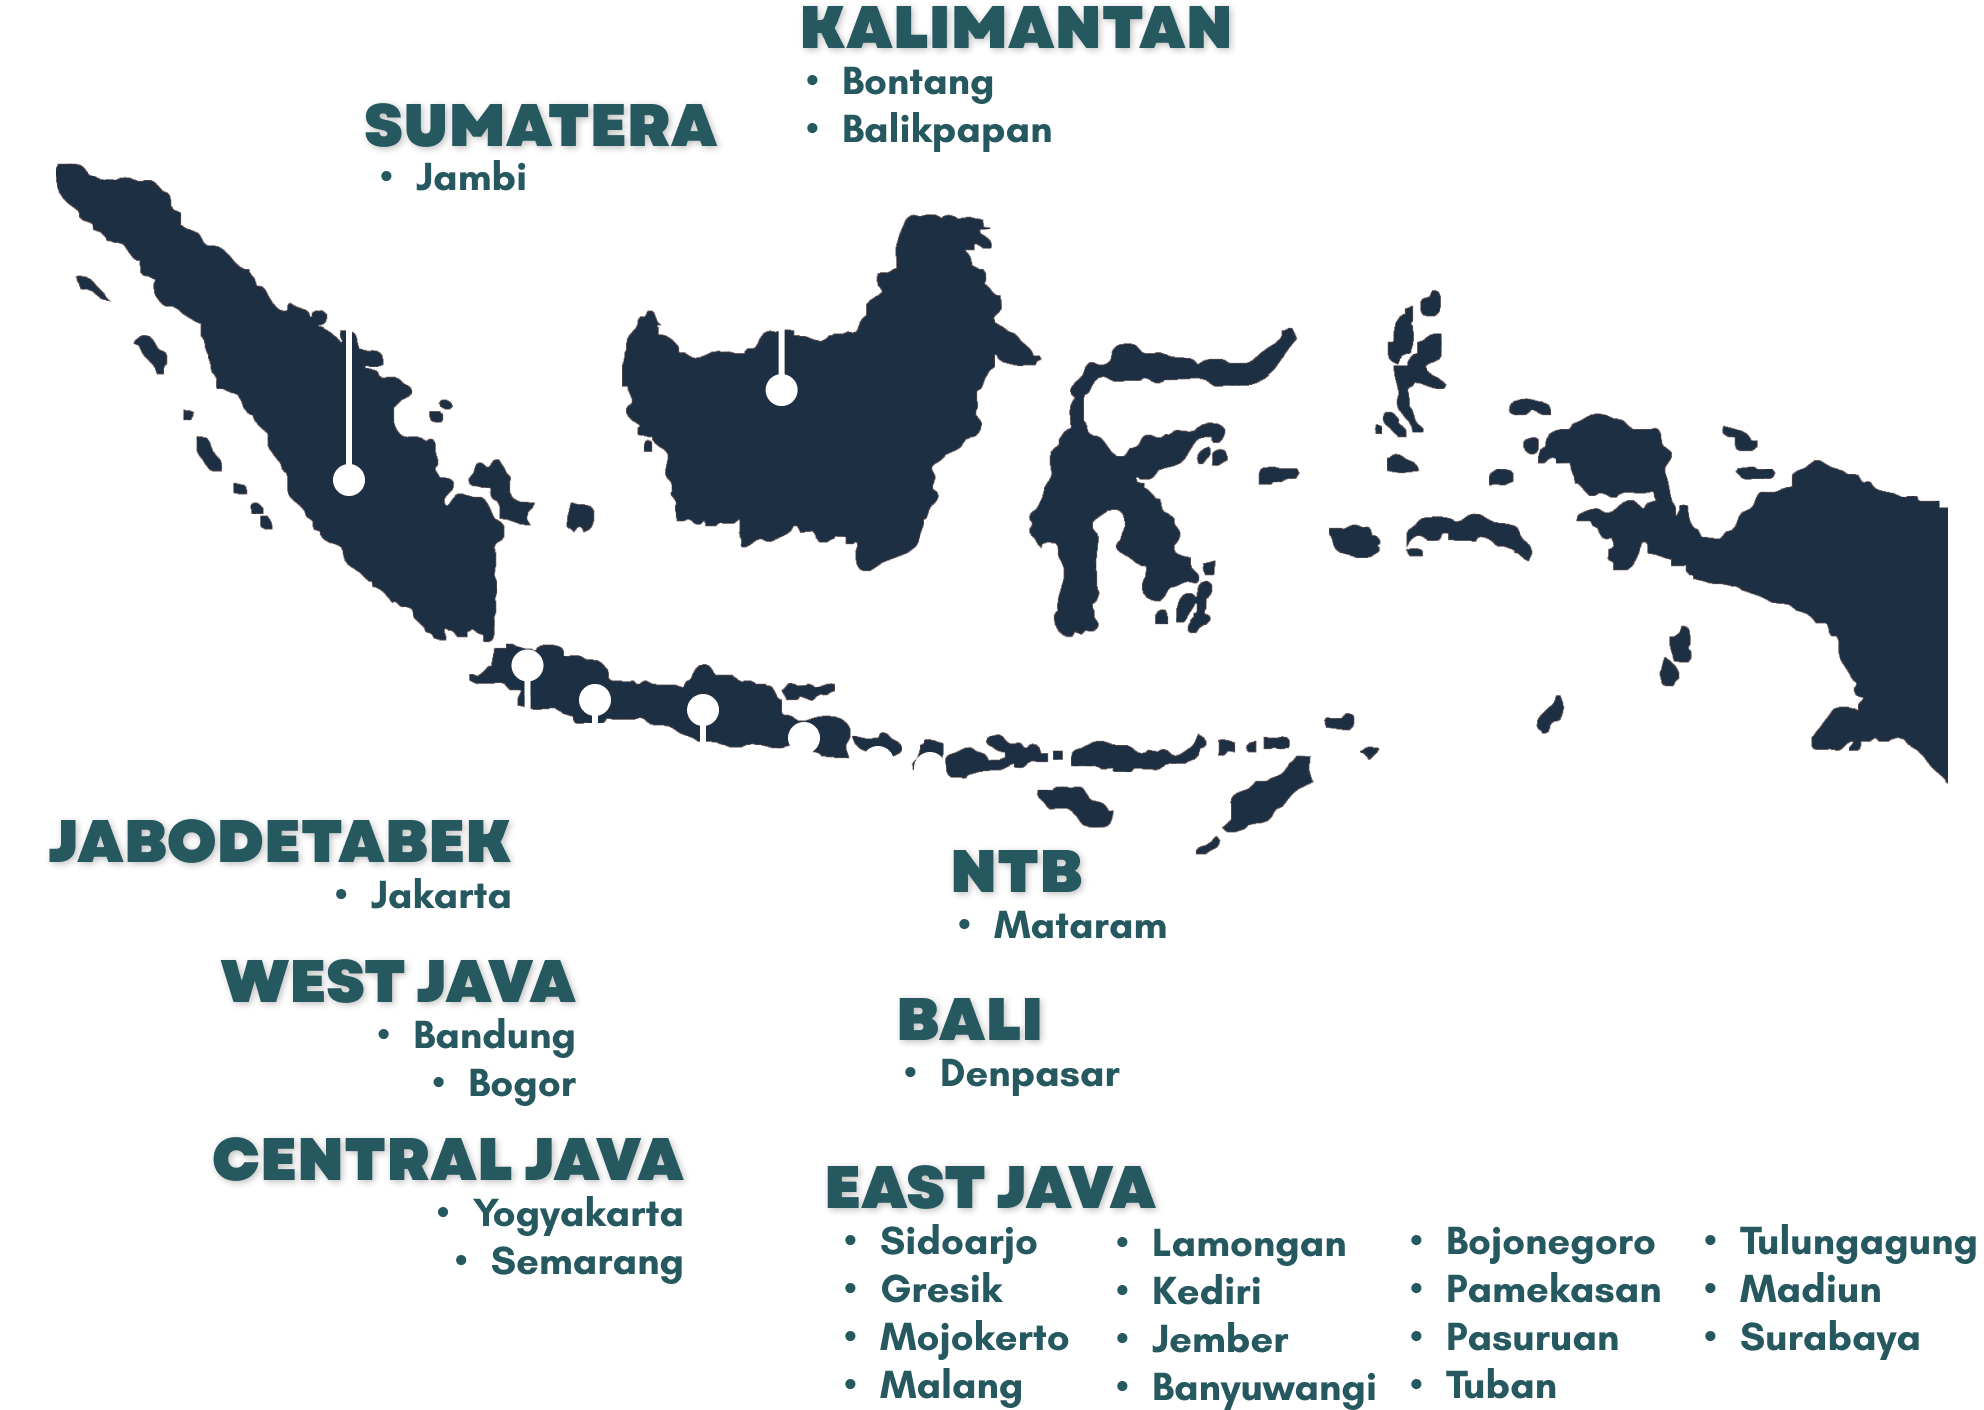 KALIMANTAN
• Bontang
• Balikpapan
SUMATERA
• Jambi
JABODETABEK
• Jakarta
WEST JAVA
• Bandung
• Bogor
CENTRAL JAVA
• Yogyakarta
• Semarang
NTB
• Mataram
BALI
• Denpasar
EAST JAVA
• Sidoarjo
• Gresik
• Mojokerto
• Malang
• Lamongan
• Kediri
• Jember
• Banyuwangi
• Bojonegoro
• Pamekasan
• Pasuruan
• Tuban
• Tulungagung
• Madiun
• Surabaya